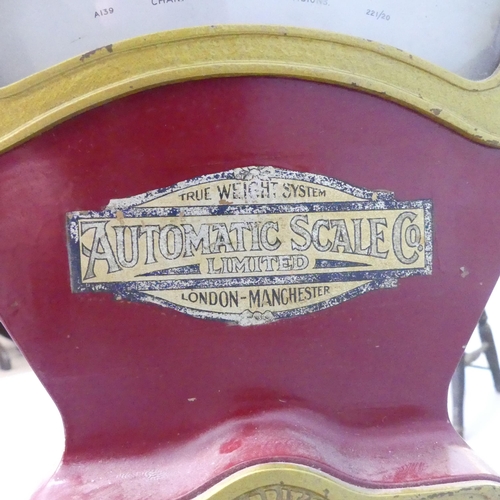 A139
221/20
TRUE WEIGHT SYSTEM
AUTOMATIC SCALE CO.
LIMITED
LONDON-MANCHESTER